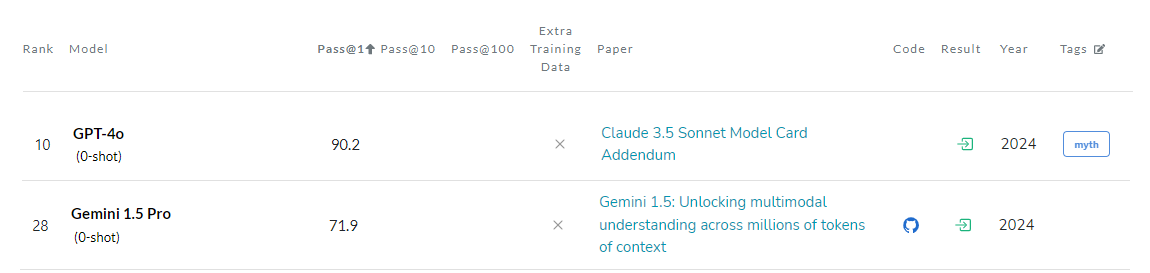 Rank Model Pass@1 Pass@10 Pass@100 Extra Training Data Paper Code Result Year Tags
10 GPT-4o (0-shot) 90.2 × Claude 3.5 Sonnet Model Card Addendum 2024 myth
28 Gemini 1.5 Pro (0-shot) 71.9 × Gemini 1.5: Unlocking multimodal understanding across millions of tokens of context 2024